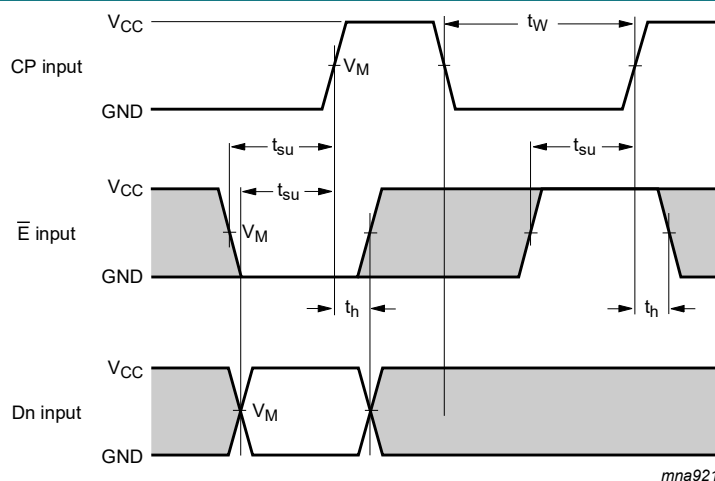 VCC
tW
CP input
VM
GND
tsu
tsu
tsu
VCC
E̅ input
VM
GND
th
th
VCC
Dn input
VM
GND
mna921